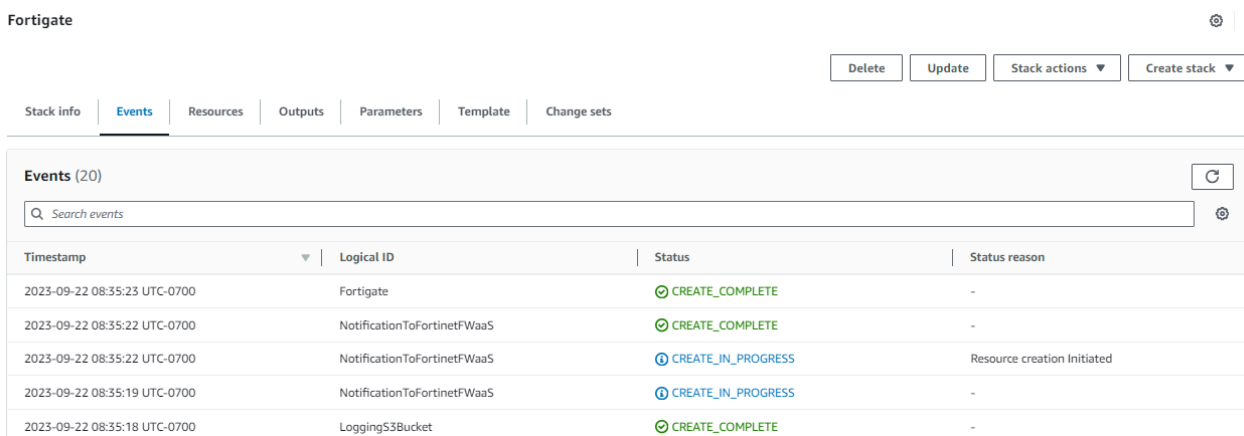 Fortigate
Delete Update Stack actions Create stack
Stack info Events Resources Outputs Parameters Template Change sets
Events (20)
Search events
Timestamp Logical ID Status Status reason
2023-09-22 08:35:23 UTC-0700 Fortigate CREATE_COMPLETE -
2023-09-22 08:35:22 UTC-0700 NotificationToFortinetFWaaS CREATE_COMPLETE -
2023-09-22 08:35:22 UTC-0700 NotificationToFortinetFWaaS CREATE_IN_PROGRESS Resource creation Initiated
2023-09-22 08:35:19 UTC-0700 NotificationToFortinetFWaaS CREATE_IN_PROGRESS -
2023-09-22 08:35:18 UTC-0700 LoggingS3Bucket CREATE_COMPLETE -